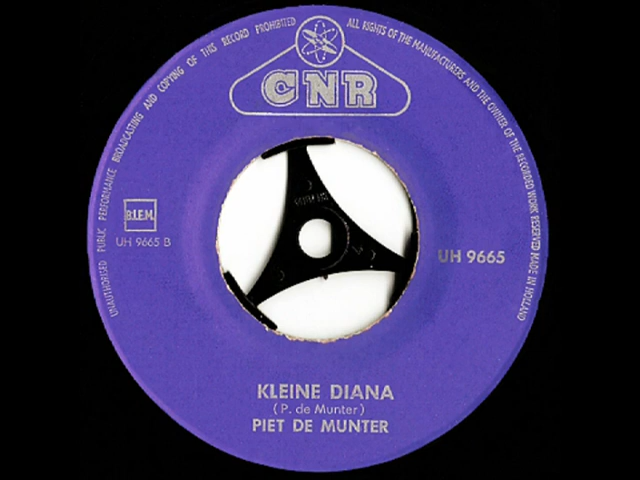 UNAUTHORISED PUBLIC PERFORMANCE BROADCASTING AND COPYING OF THIS RECORD PROHIBITED
ALL RIGHTS OF THE MANUFACTURERS AND THE OWNER OF THE RECORDED WORK RESERVED MADE IN HOLLAND
CNR
B.I.E.M.
UH 9665 B
UH 9665
KLEINE DIANA
(P. de Munter)
PIET DE MUNTER